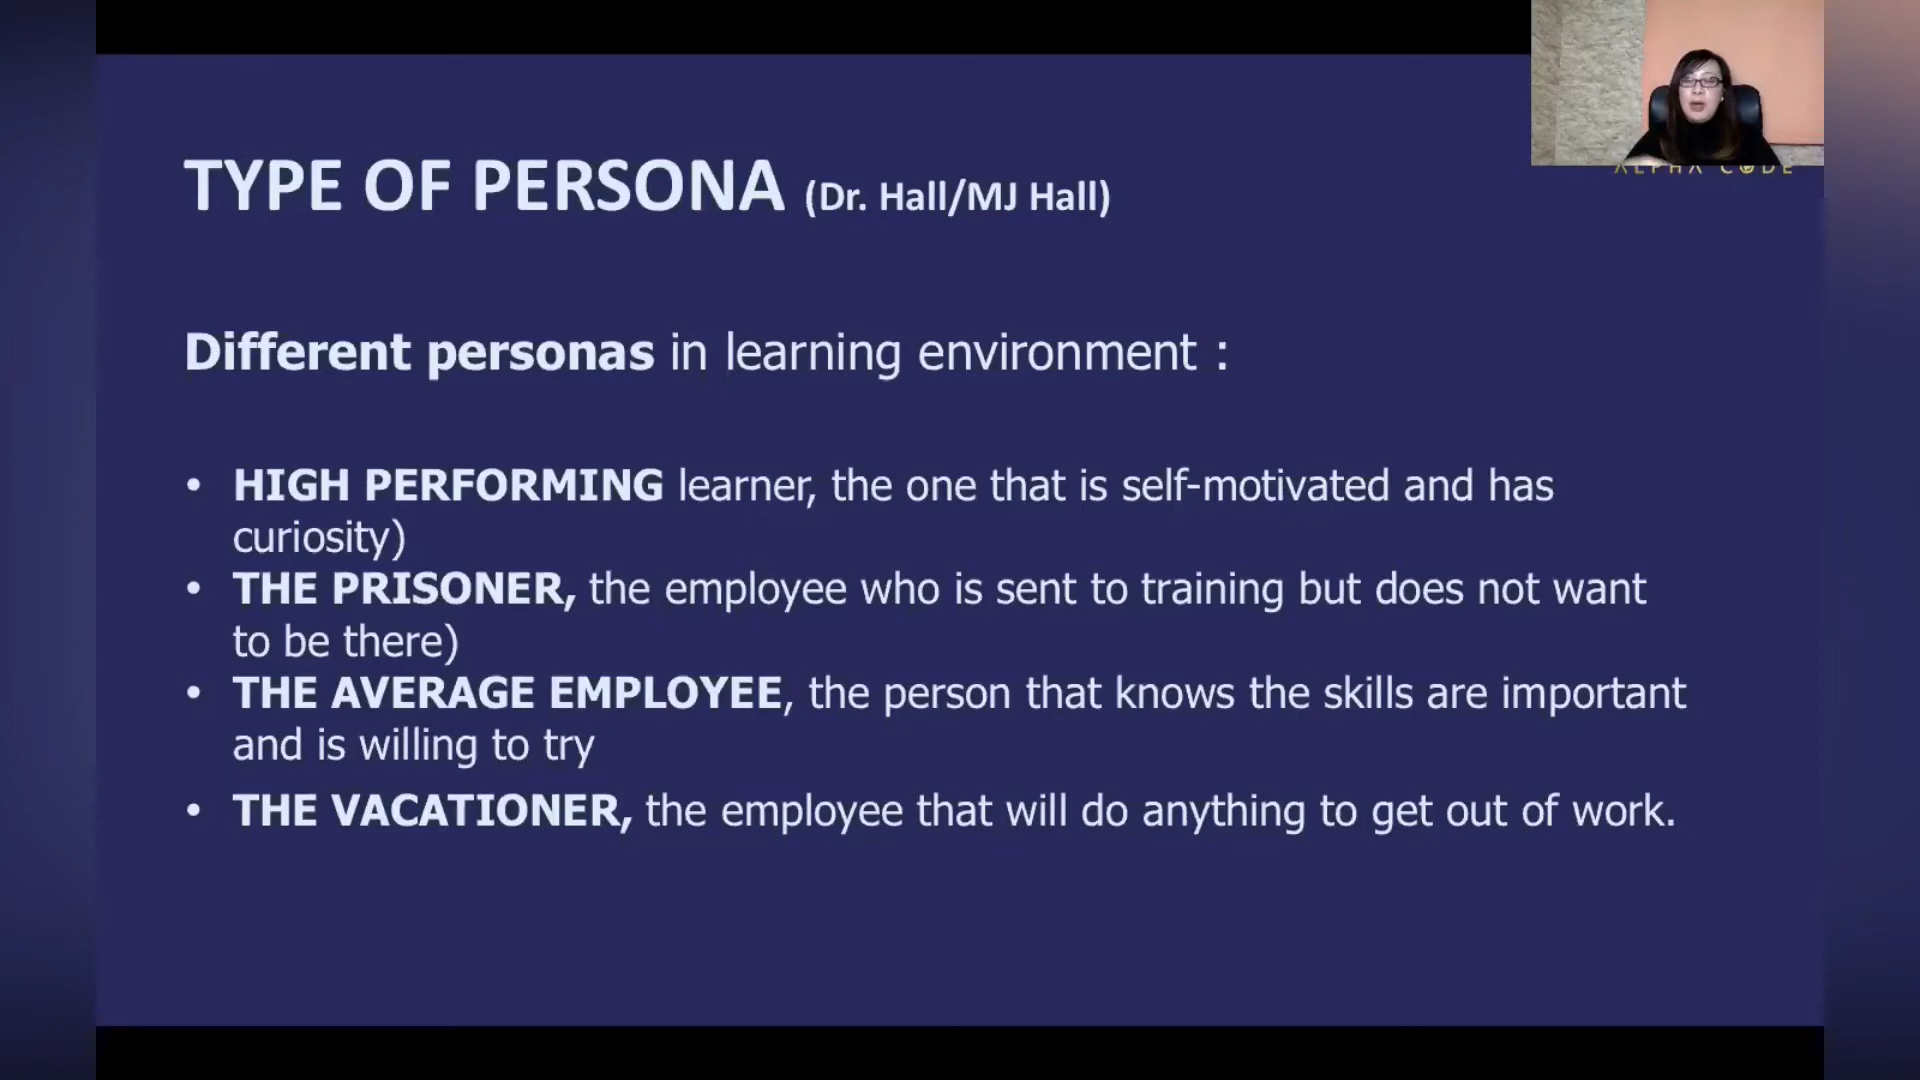 ALPHA CODE
TYPE OF PERSONA (Dr. Hall/MJ Hall)
Different personas in learning environment :
• HIGH PERFORMING learner, the one that is self-motivated and has
curiosity)
• THE PRISONER, the employee who is sent to training but does not want
to be there)
• THE AVERAGE EMPLOYEE, the person that knows the skills are important
and is willing to try
• THE VACATIONER, the employee that will do anything to get out of work.